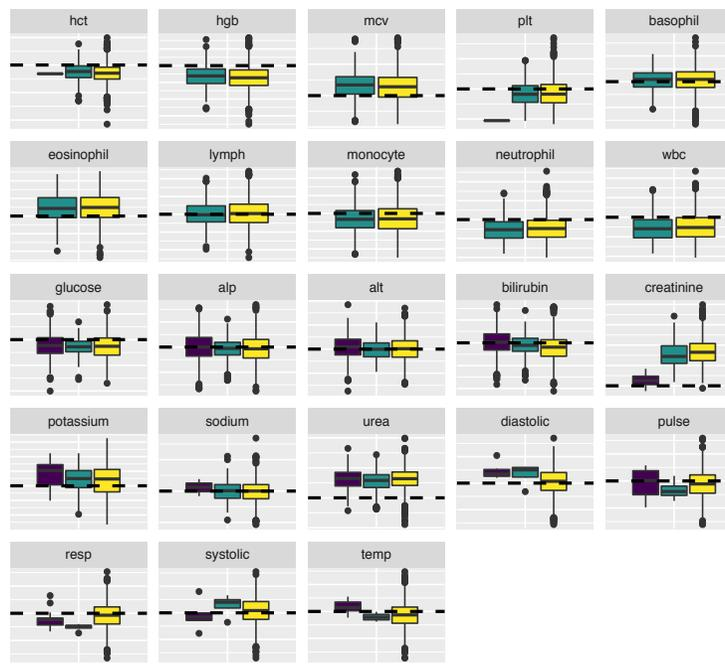 hct
hgb
mcv
plt
basophil
eosinophil
lymph
monocyte
neutrophil
wbc
glucose
alp
alt
bilirubin
creatinine
potassium
sodium
urea
diastolic
pulse
resp
systolic
temp